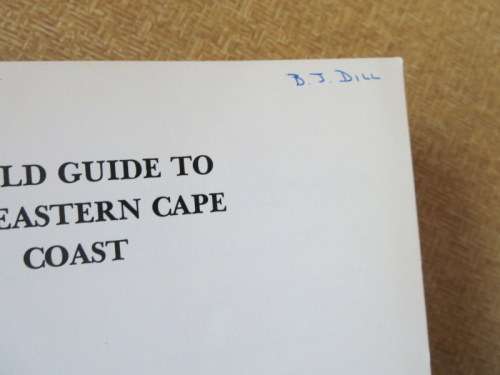 B. J. DILL
LD GUIDE TO
EASTERN CAPE
COAST